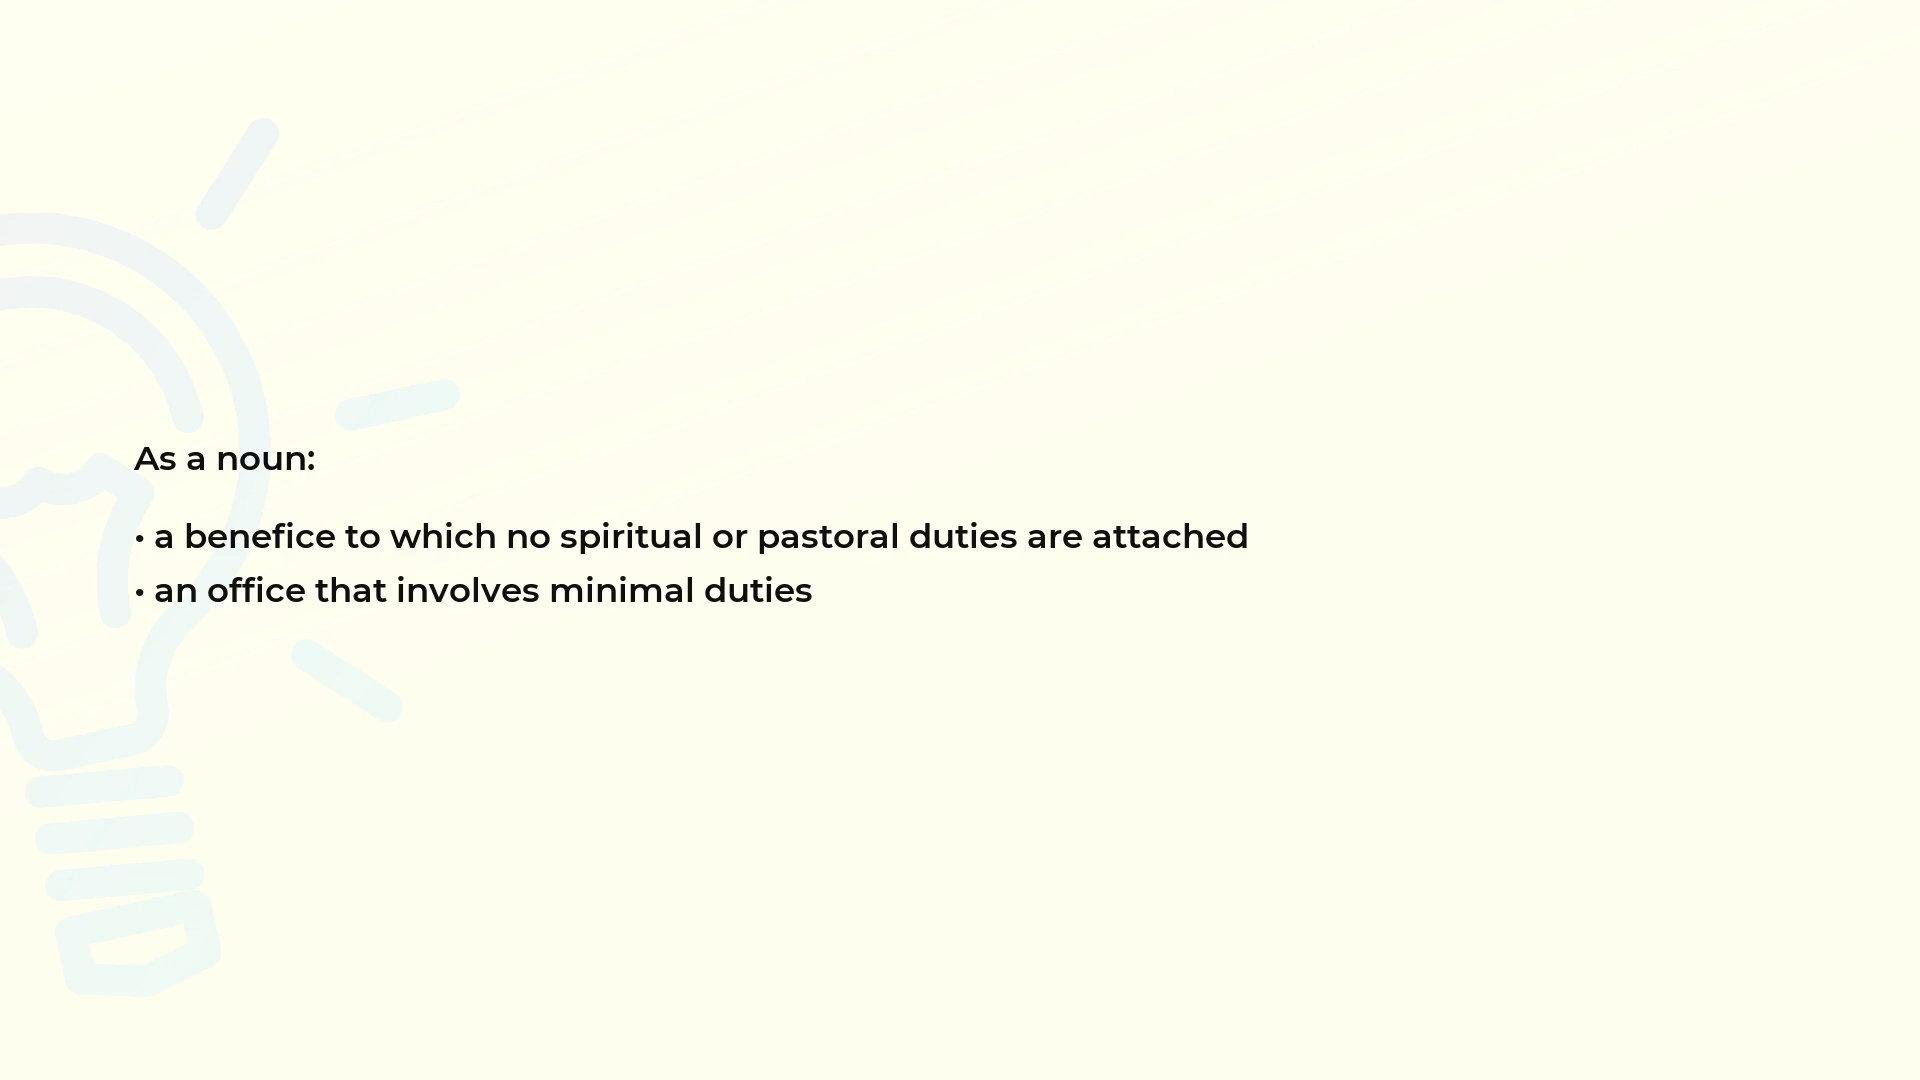 As a noun:
• a benefice to which no spiritual or pastoral duties are attached
• an office that involves minimal duties